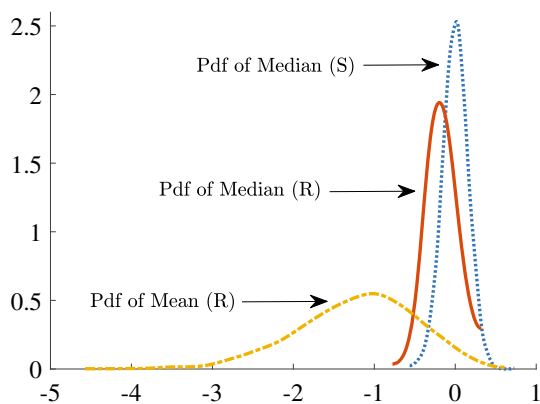 2.5
Pdf of Median (S)
2
1.5
Pdf of Median (R)
1
0.5
Pdf of Mean (R)
0
-5 -4 -3 -2 -1 0 1